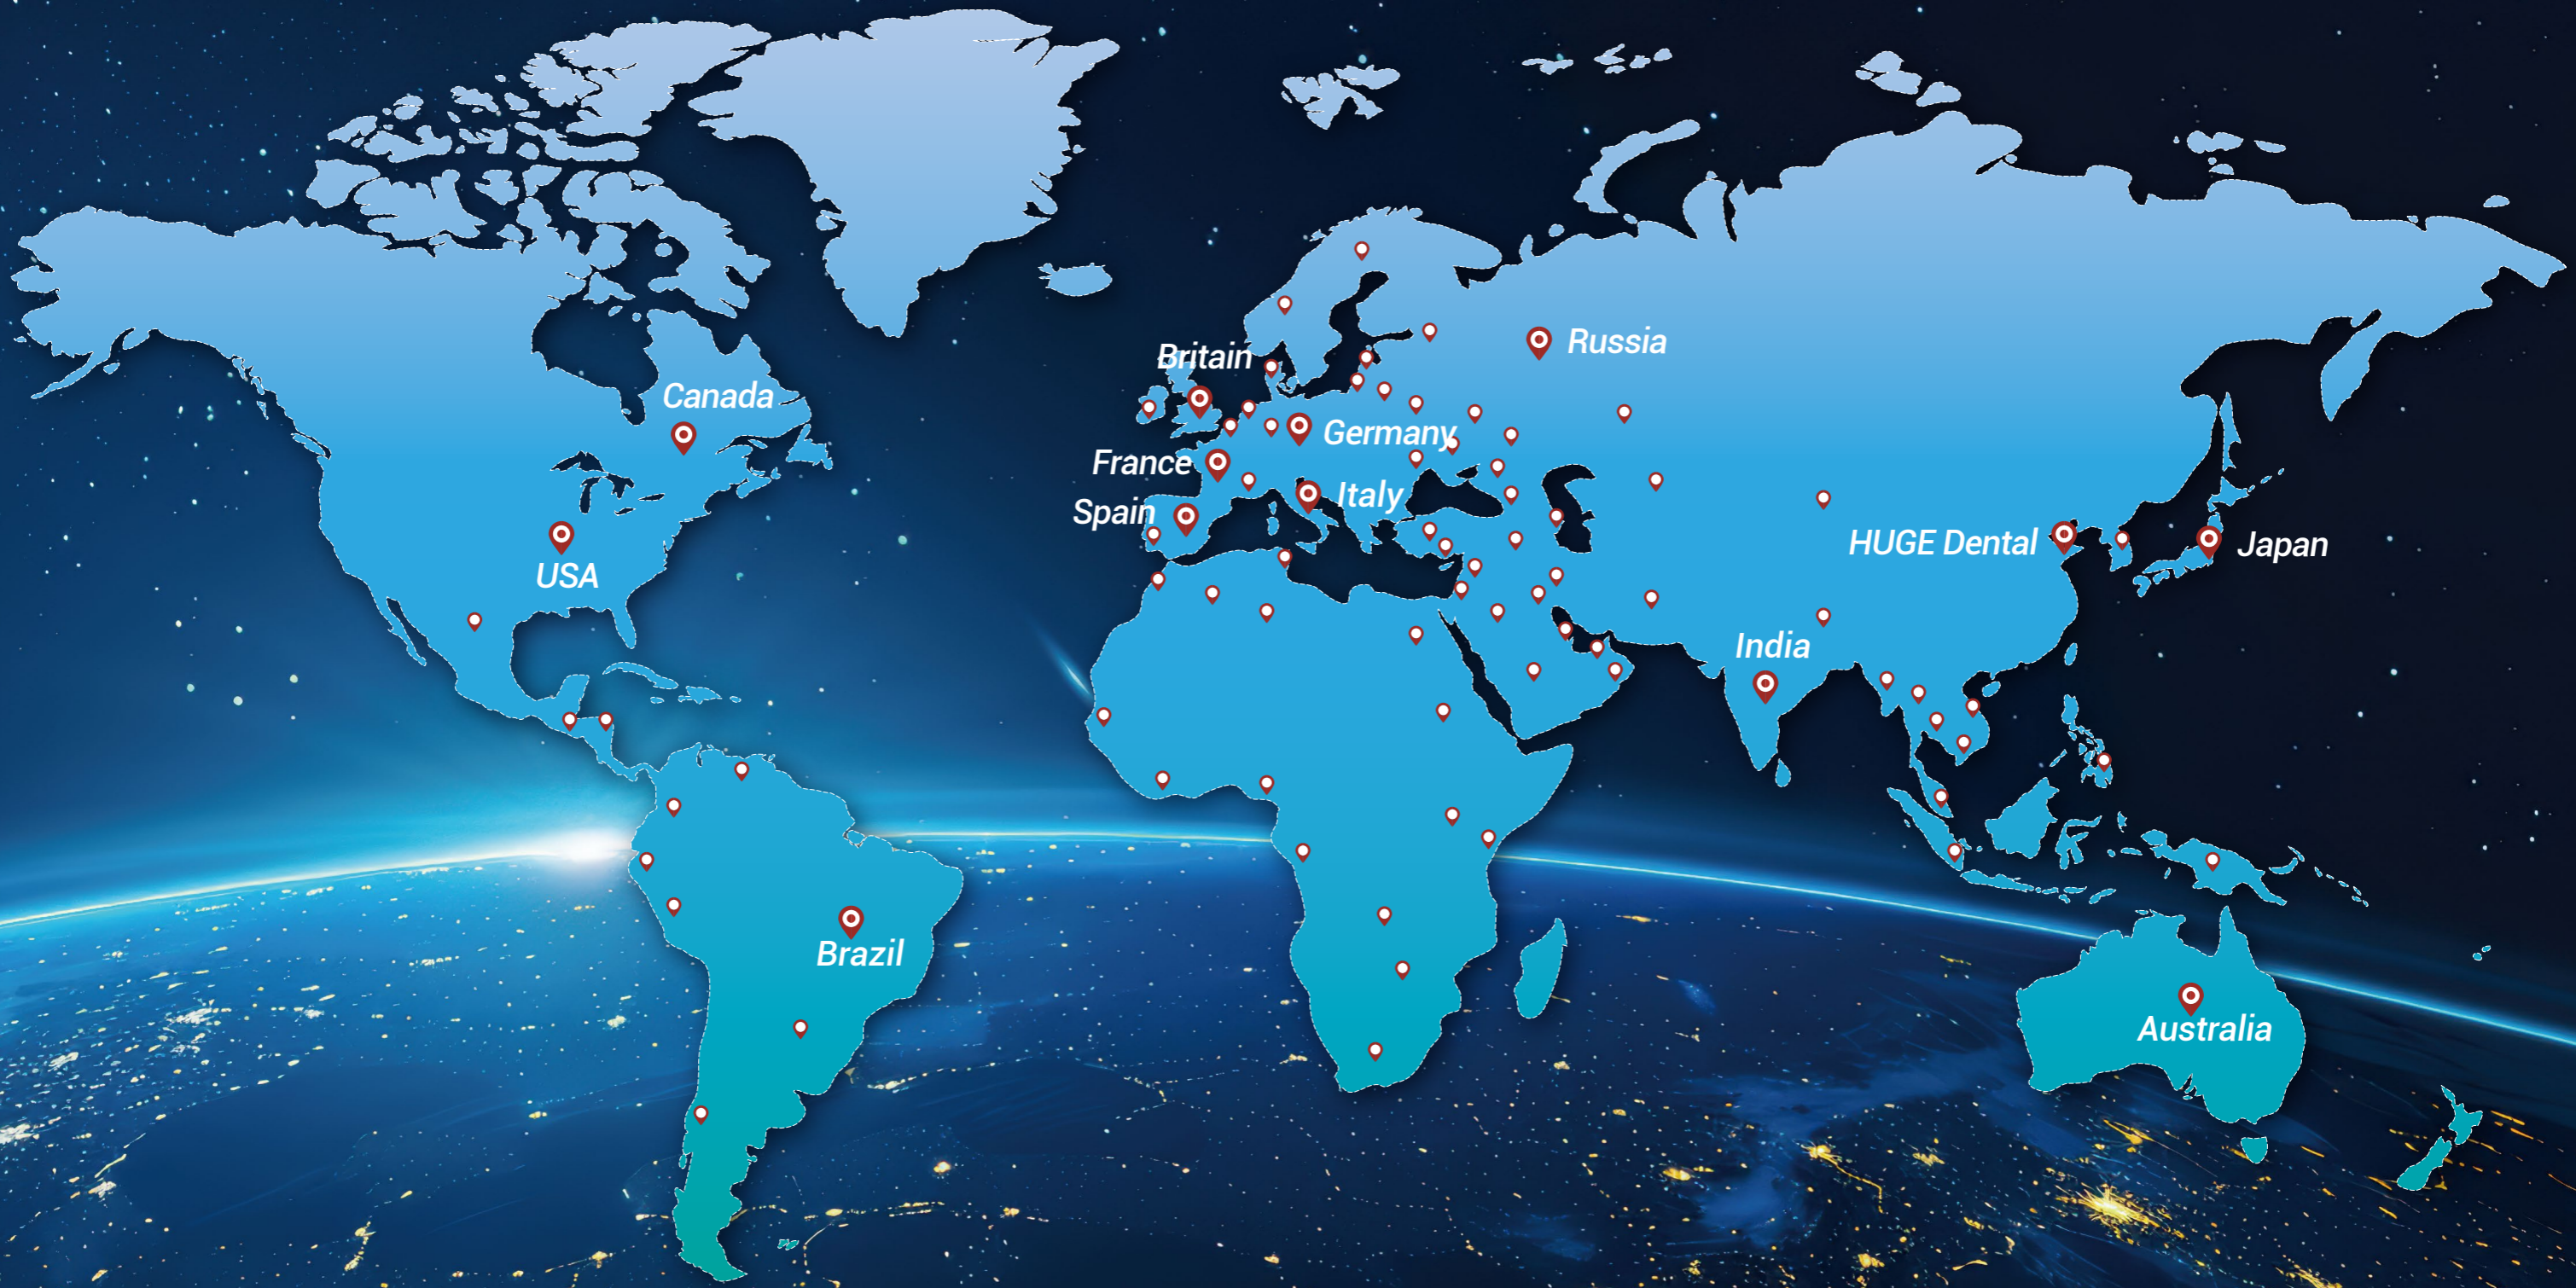 Russia
Britain
Canada
Germany
France
Italy
Spain
HUGE Dental
Japan
USA
India
Brazil
Australia